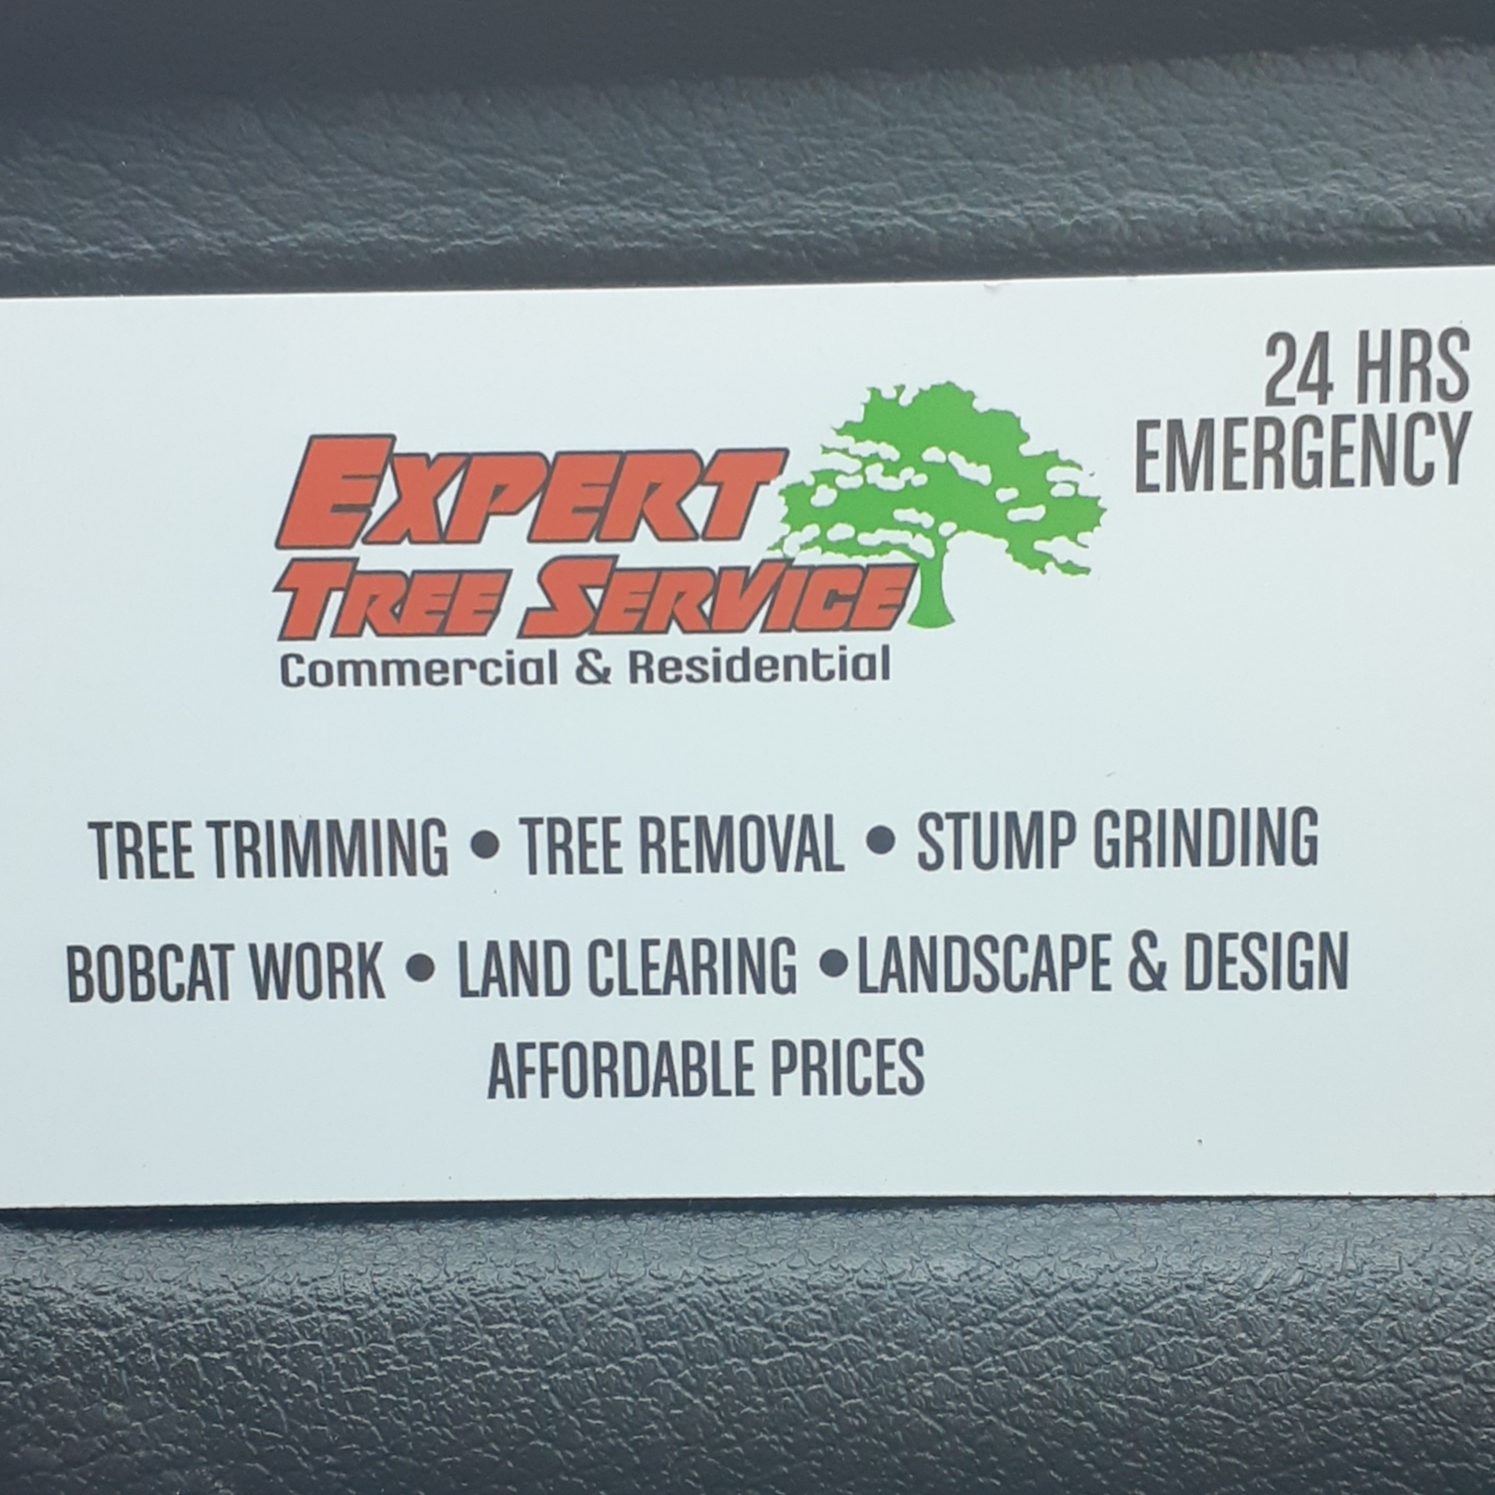 24 HRS
EMERGENCY
EXPERT
TREE SERVICE
Commercial & Residential
TREE TRIMMING • TREE REMOVAL • STUMP GRINDING
BOBCAT WORK • LAND CLEARING •LANDSCAPE & DESIGN
AFFORDABLE PRICES